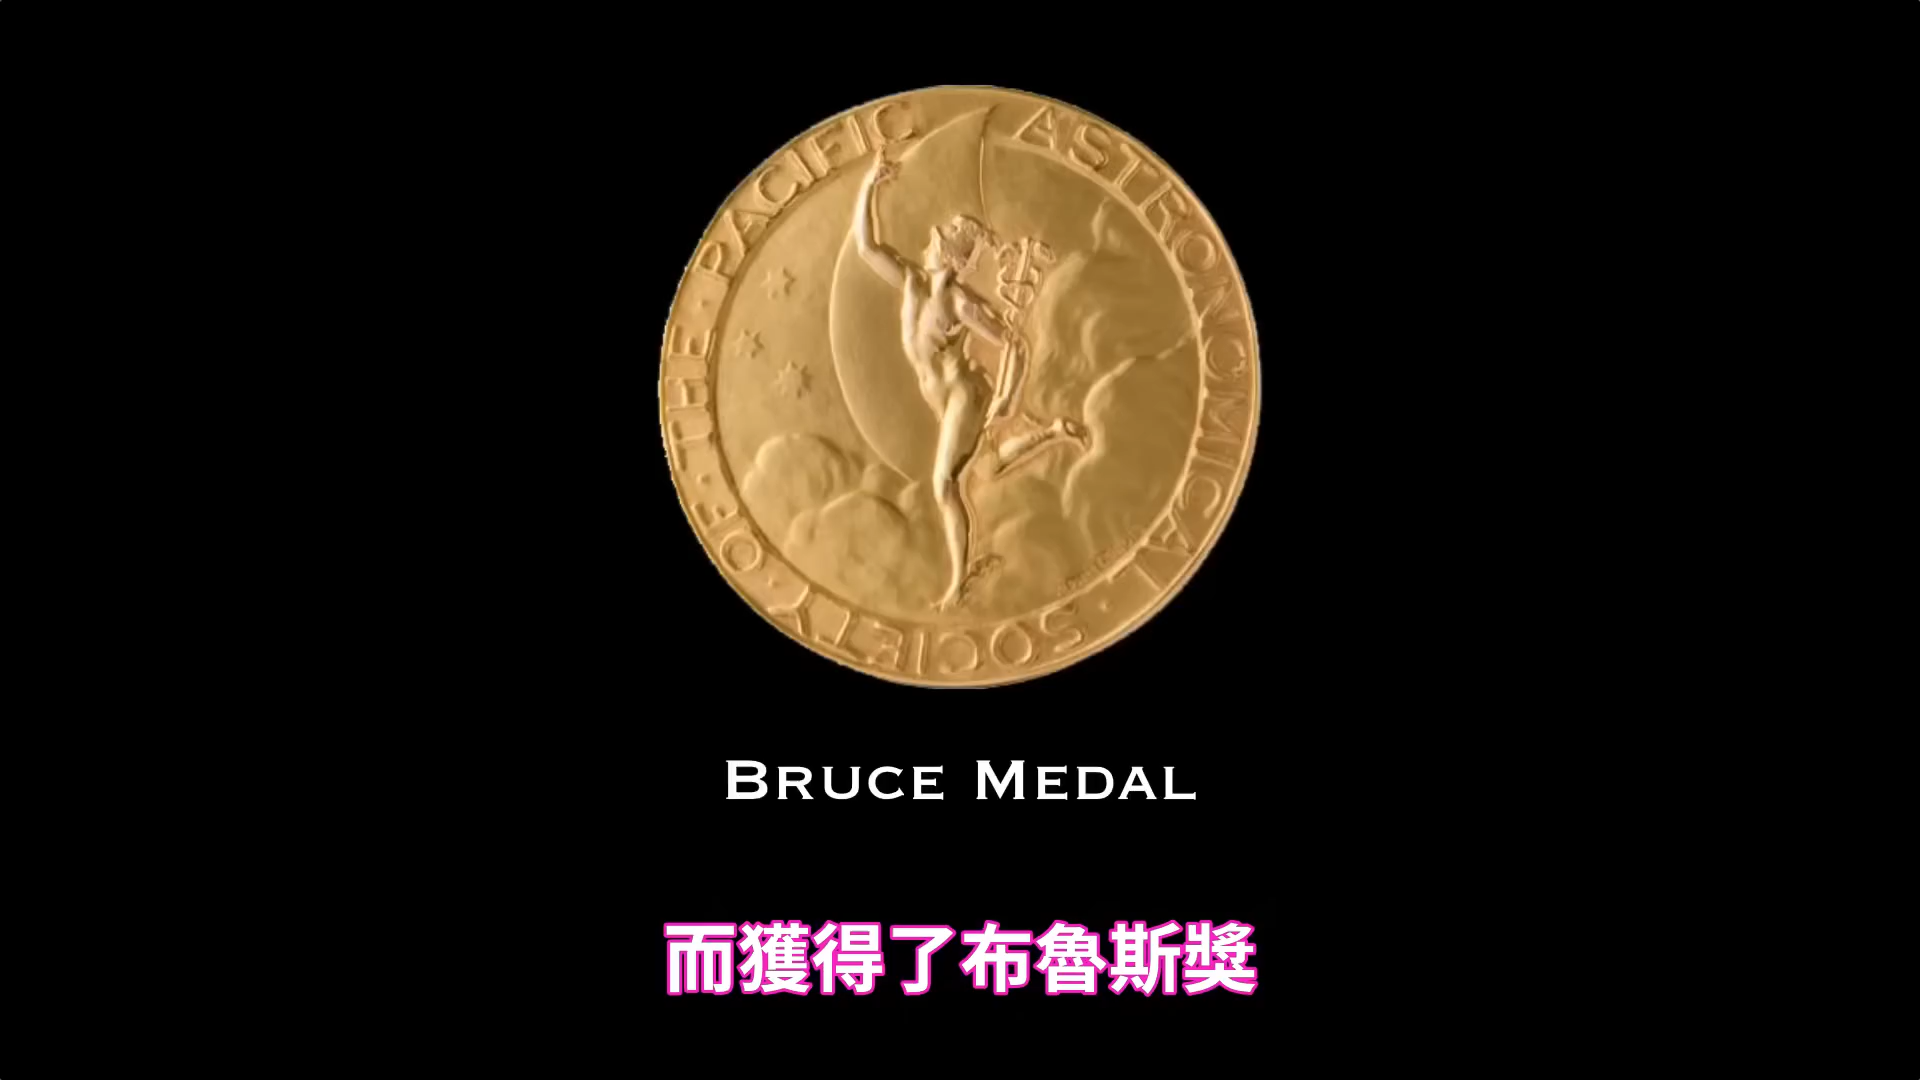 ASTRONOMICAL · SOCIETY · OF · THE · PACIFIC
BRUCE MEDAL
而獲得了布魯斯獎